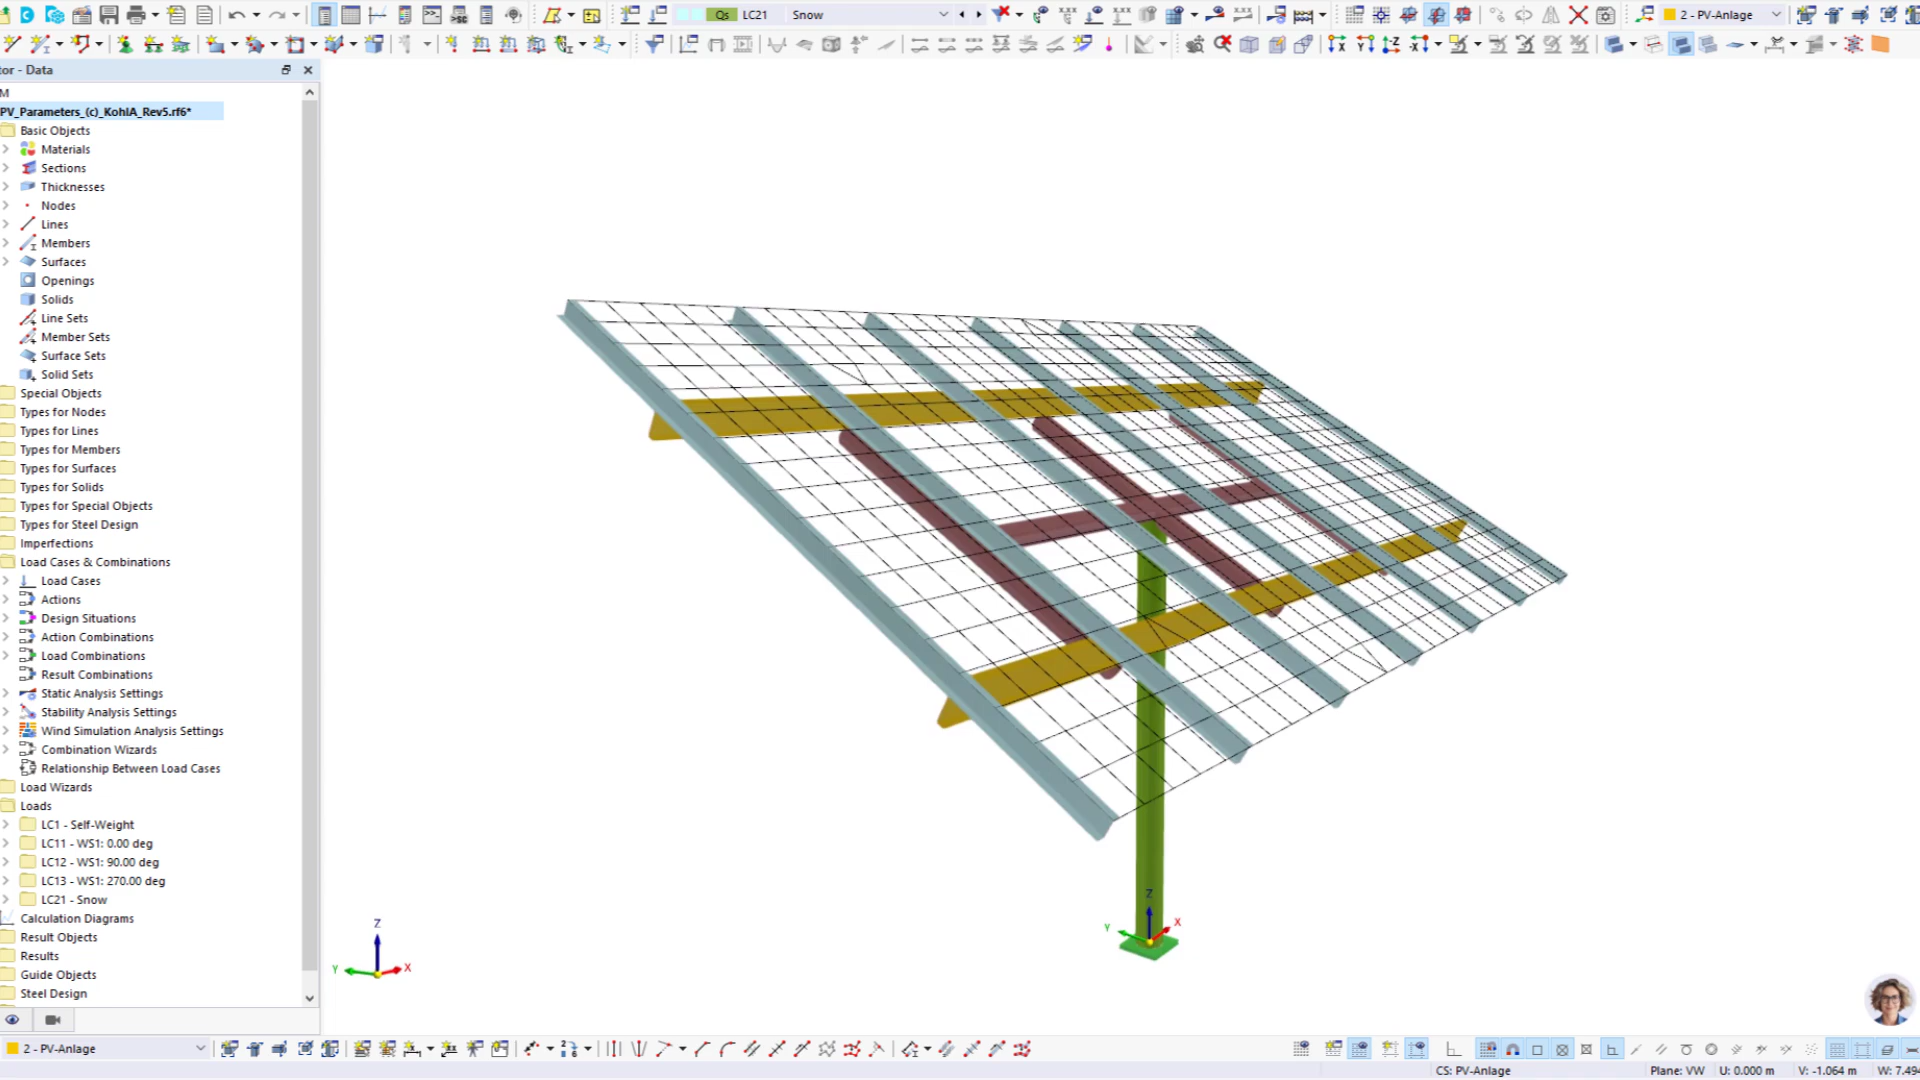 Qs LC21 Snow
2 - PV-Anlage
tor - Data
M
PV_Parameters_(c)_KohlA_Rev5.rf6*
Basic Objects
Materials
Sections
Thicknesses
Nodes
Lines
Members
Surfaces
Openings
Solids
Line Sets
Member Sets
Surface Sets
Solid Sets
Special Objects
Types for Nodes
Types for Lines
Types for Members
Types for Surfaces
Types for Solids
Types for Special Objects
Types for Steel Design
Imperfections
Load Cases & Combinations
Load Cases
Actions
Design Situations
Action Combinations
Load Combinations
Result Combinations
Static Analysis Settings
Stability Analysis Settings
Wind Simulation Analysis Settings
Combination Wizards
Relationship Between Load Cases
Load Wizards
Loads
LC1 - Self-Weight
LC11 - WS1: 0.00 deg
LC12 - WS1: 90.00 deg
LC13 - WS1: 270.00 deg
LC21 - Snow
Calculation Diagrams
Result Objects
Results
Guide Objects
Steel Design
Z
Y
X
Z
Y
X
2 - PV-Anlage
CS: PV-Anlage
Plane: VW
U: 0.000 m
V: -1.064 m
W: 7.494